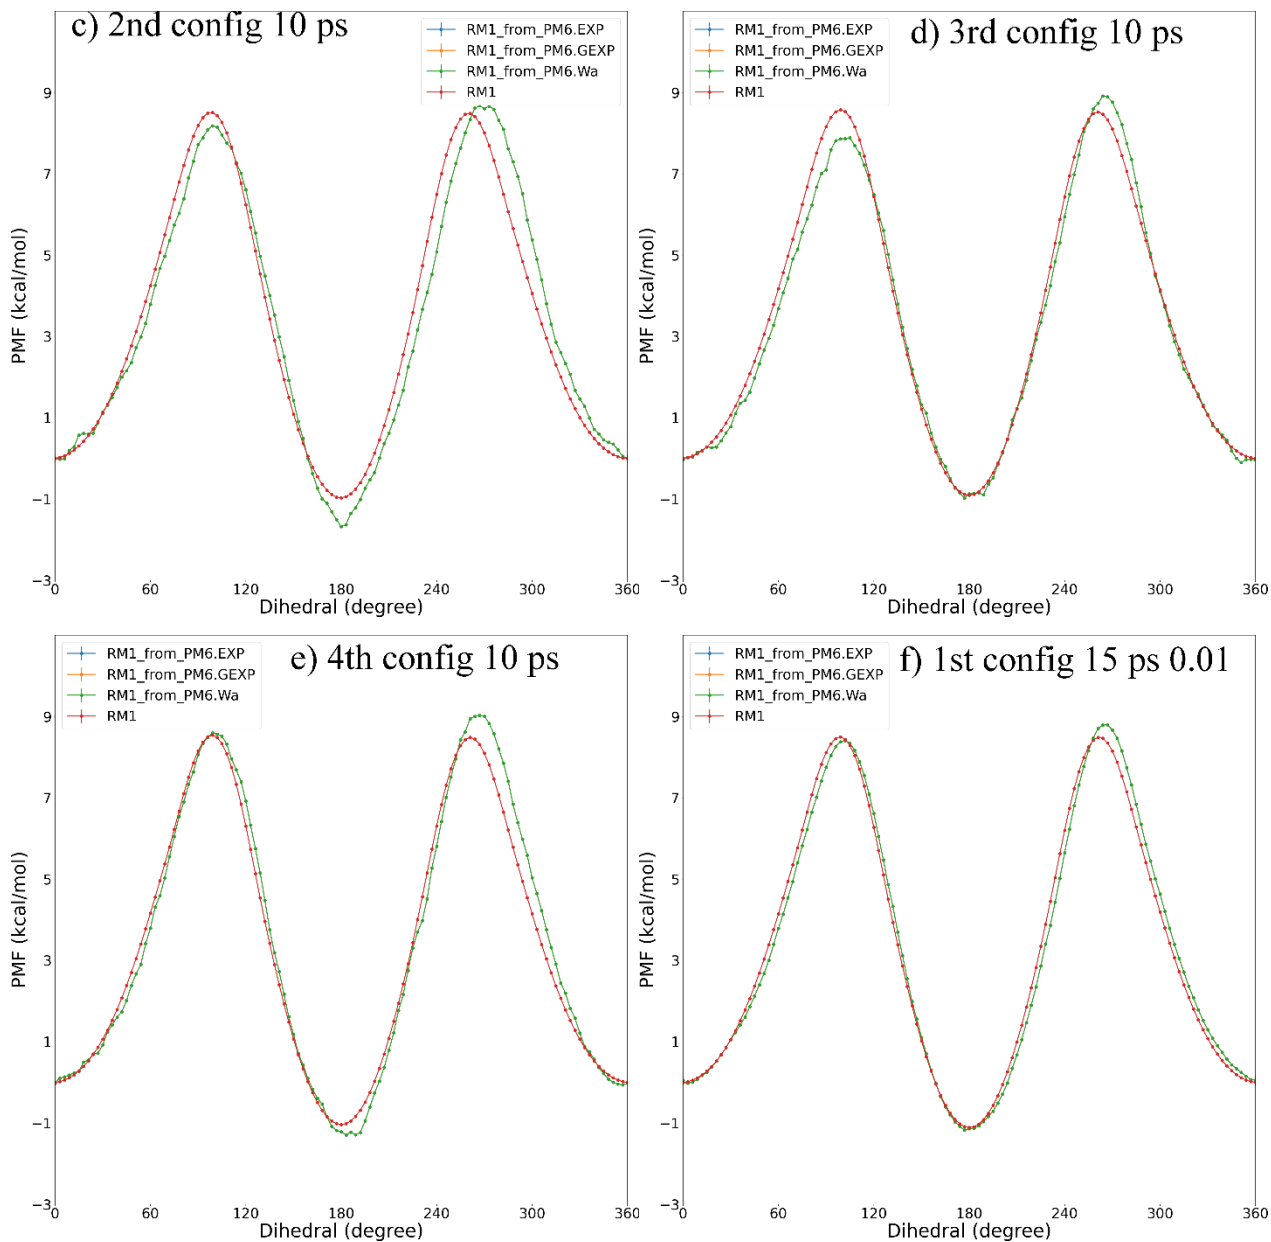 c) 2nd config 10 ps
RM1_from_PM6.EXP
RM1_from_PM6.GEXP
RM1_from_PM6.Wa
RM1
PMF (kcal/mol)
9
7
5
3
1
−1
−3
0 60 120 180 240 300 360
Dihedral (degree)
d) 3rd config 10 ps
RM1_from_PM6.EXP
RM1_from_PM6.GEXP
RM1_from_PM6.Wa
RM1
PMF (kcal/mol)
9
7
5
3
1
−1
−3
0 60 120 180 240 300 360
Dihedral (degree)
e) 4th config 10 ps
RM1_from_PM6.EXP
RM1_from_PM6.GEXP
RM1_from_PM6.Wa
RM1
PMF (kcal/mol)
9
7
5
3
1
−1
−3
0 60 120 180 240 300 360
Dihedral (degree)
f) 1st config 15 ps 0.01
RM1_from_PM6.EXP
RM1_from_PM6.GEXP
RM1_from_PM6.Wa
RM1
PMF (kcal/mol)
9
7
5
3
1
−1
−3
0 60 120 180 240 300 360
Dihedral (degree)